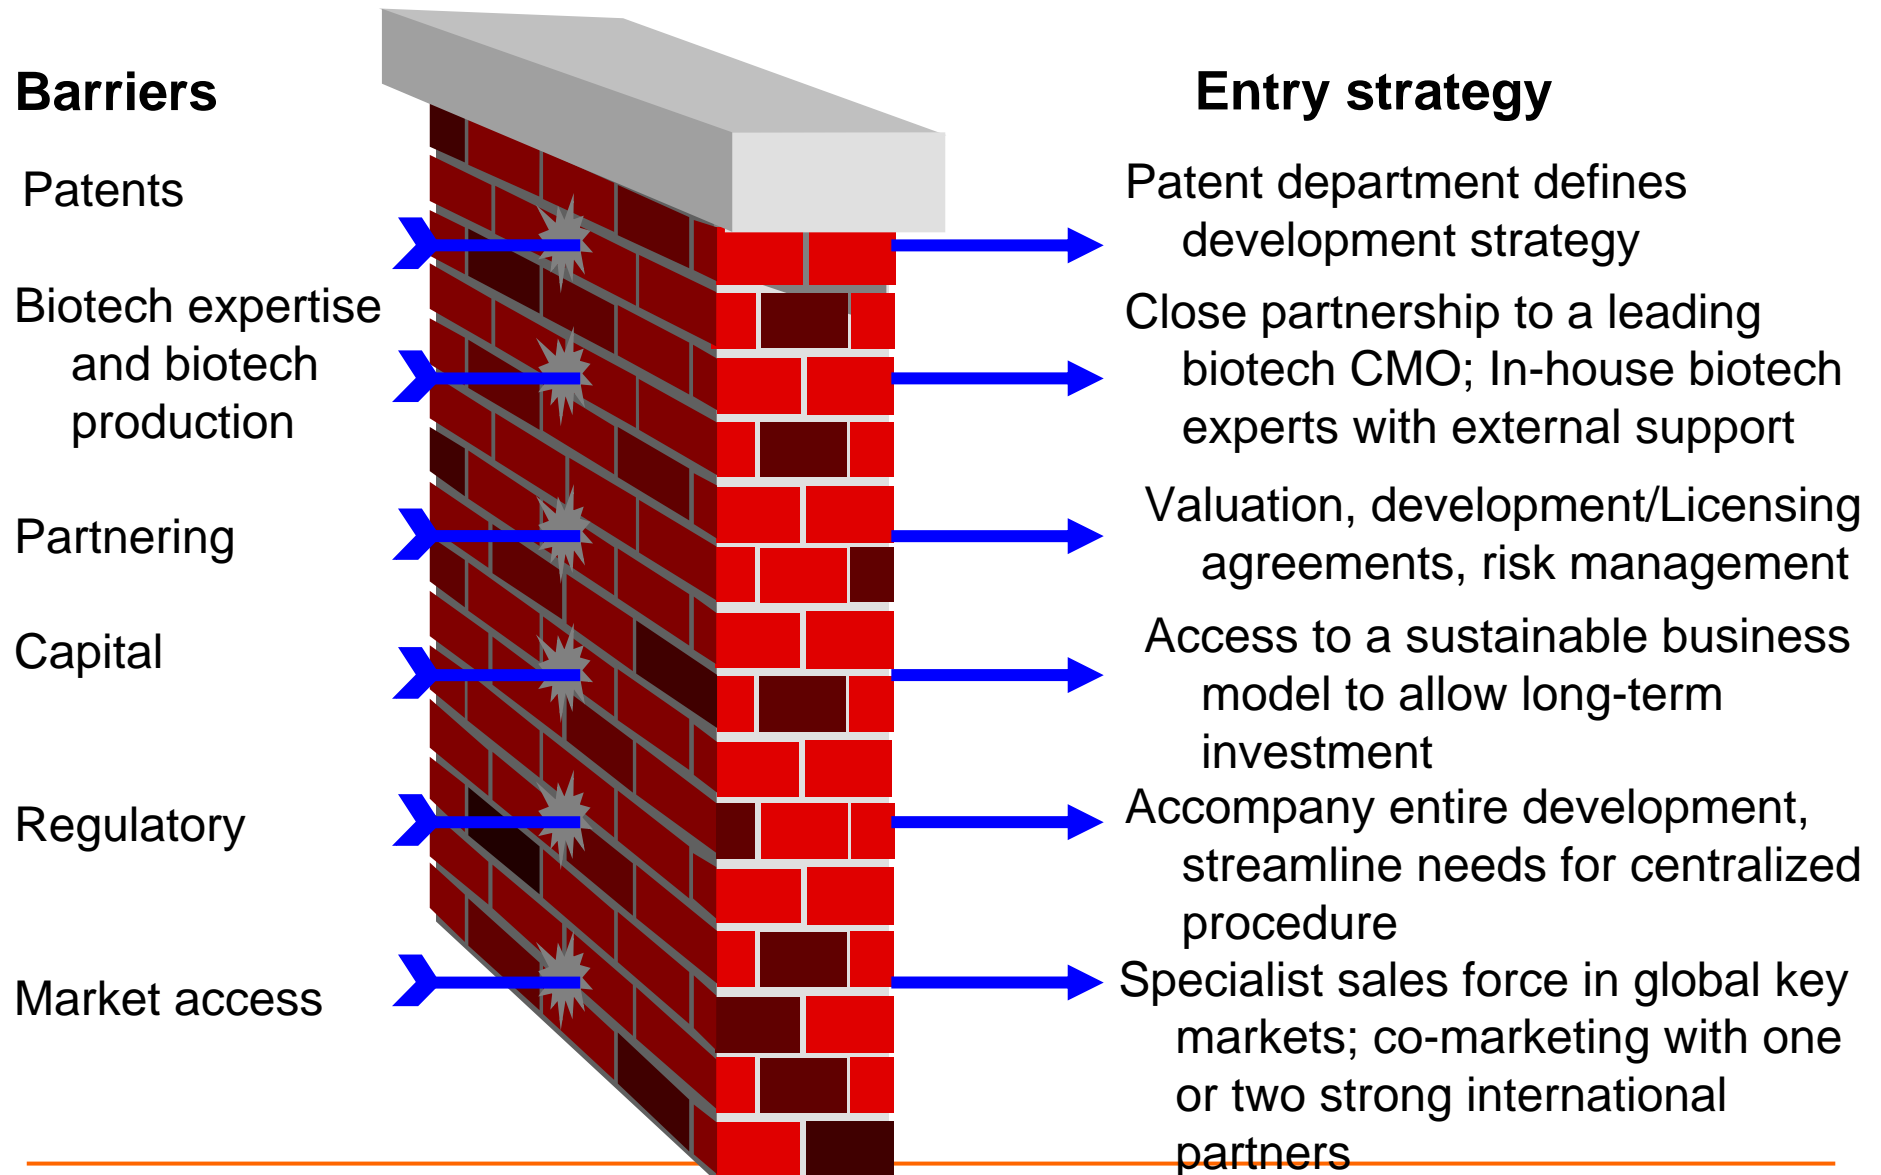 Barriers
Entry strategy
Patents
Patent department defines
development strategy
Biotech expertise
and biotech
production
Close partnership to a leading
biotech CMO; In-house biotech
experts with external support
Partnering
Valuation, development/Licensing
agreements, risk management
Capital
Access to a sustainable business
model to allow long-term
investment
Regulatory
Accompany entire development,
streamline needs for centralized
procedure
Market access
Specialist sales force in global key
markets; co-marketing with one
or two strong international
partners